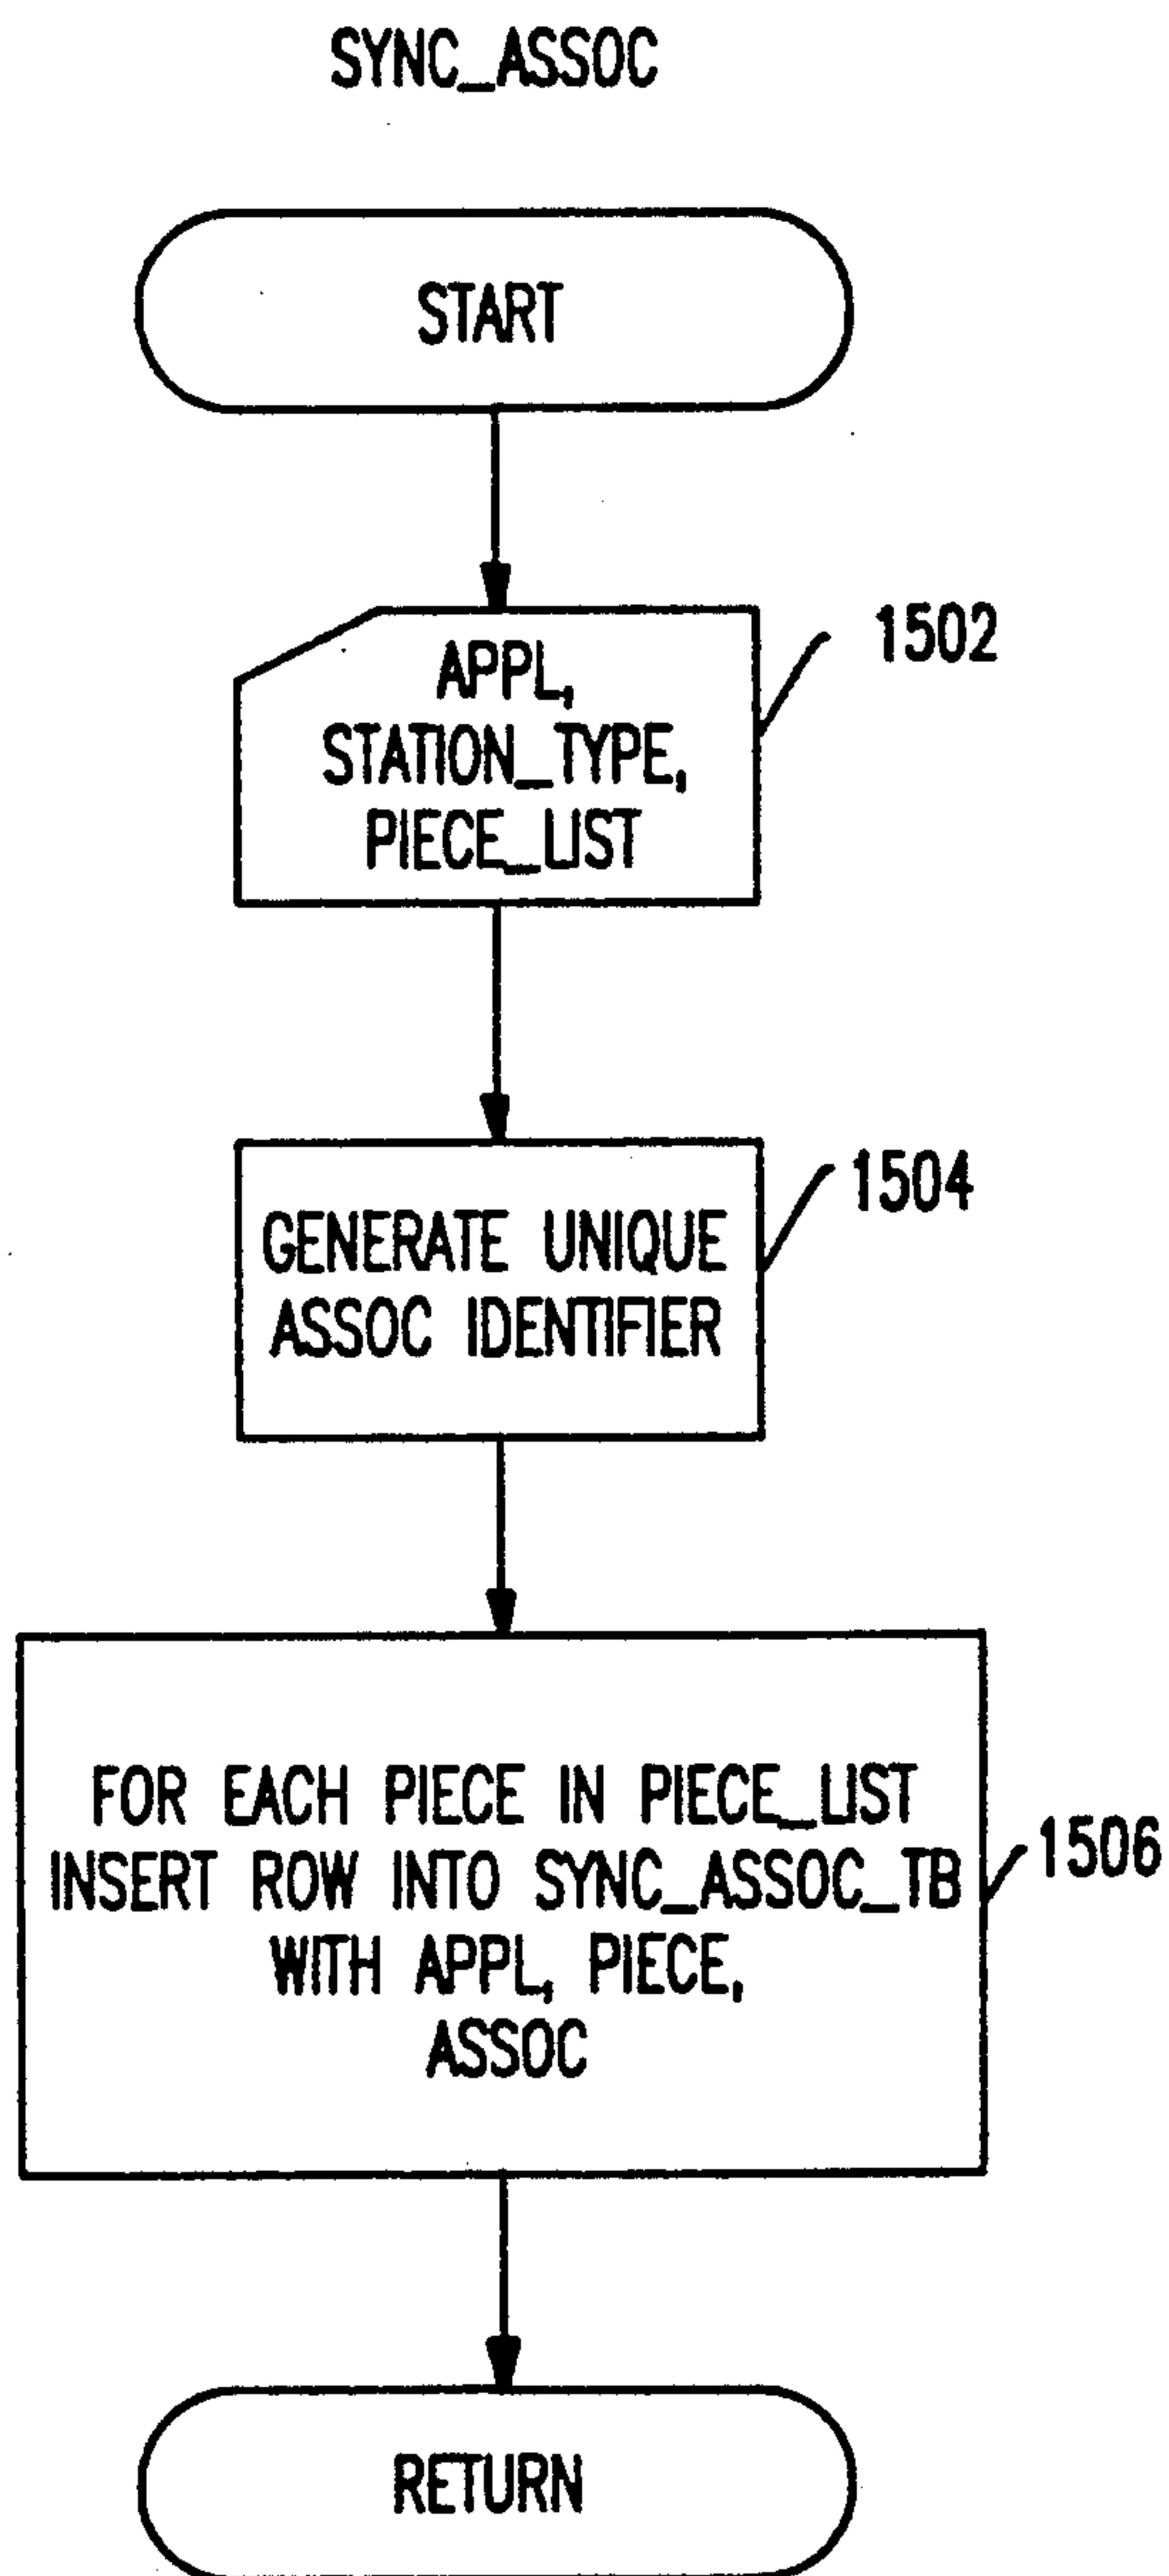 SYNC_ASSOC
START
APPL,
STATION_TYPE,
PIECE_LIST
1502
GENERATE UNIQUE
ASSOC IDENTIFIER
1504
FOR EACH PIECE IN PIECE_LIST
INSERT ROW INTO SYNC_ASSOC_TB
WITH APPL, PIECE,
ASSOC
1506
RETURN